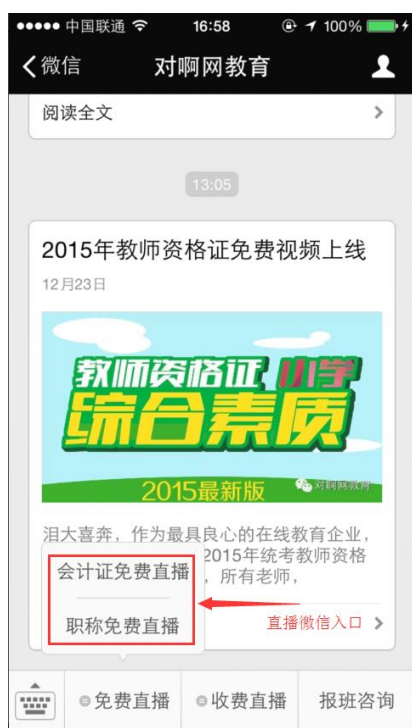 中国联通
16:58
100%
微信
对啊网教育
阅读全文
13:05
2015年教师资格证免费视频上线
12月23日
教师资格证 小学
综合素质
2015最新版
对啊网教育
泪大喜奔，作为最具良心的在线教育企业，
2015年统考教师资格
，所有老师，
会计证免费直播
职称免费直播
直播微信入口
免费直播
收费直播
报班咨询